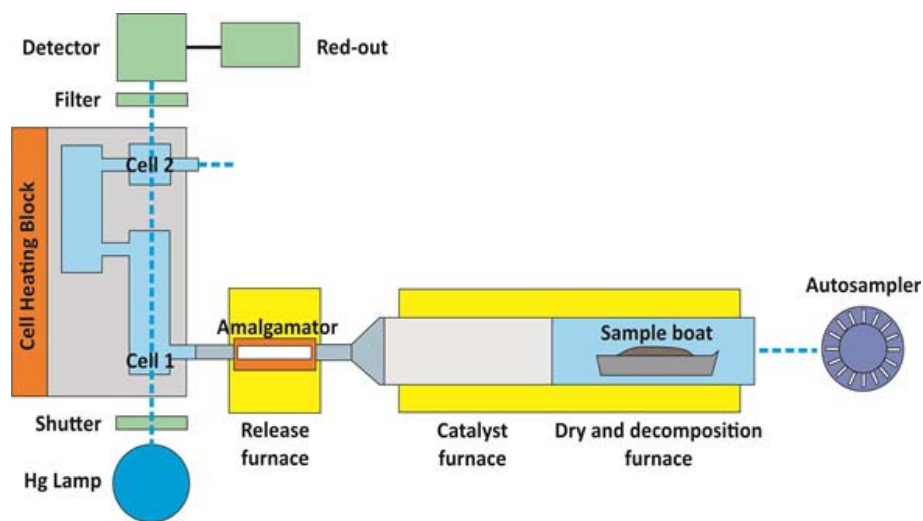 Detector
Red-out
Filter
Cell 2
Cell Heating Block
Autosampler
Amalgamator
Sample boat
Cell 1
Shutter
Release
furnace
Catalyst
furnace
Dry and decomposition
furnace
Hg Lamp